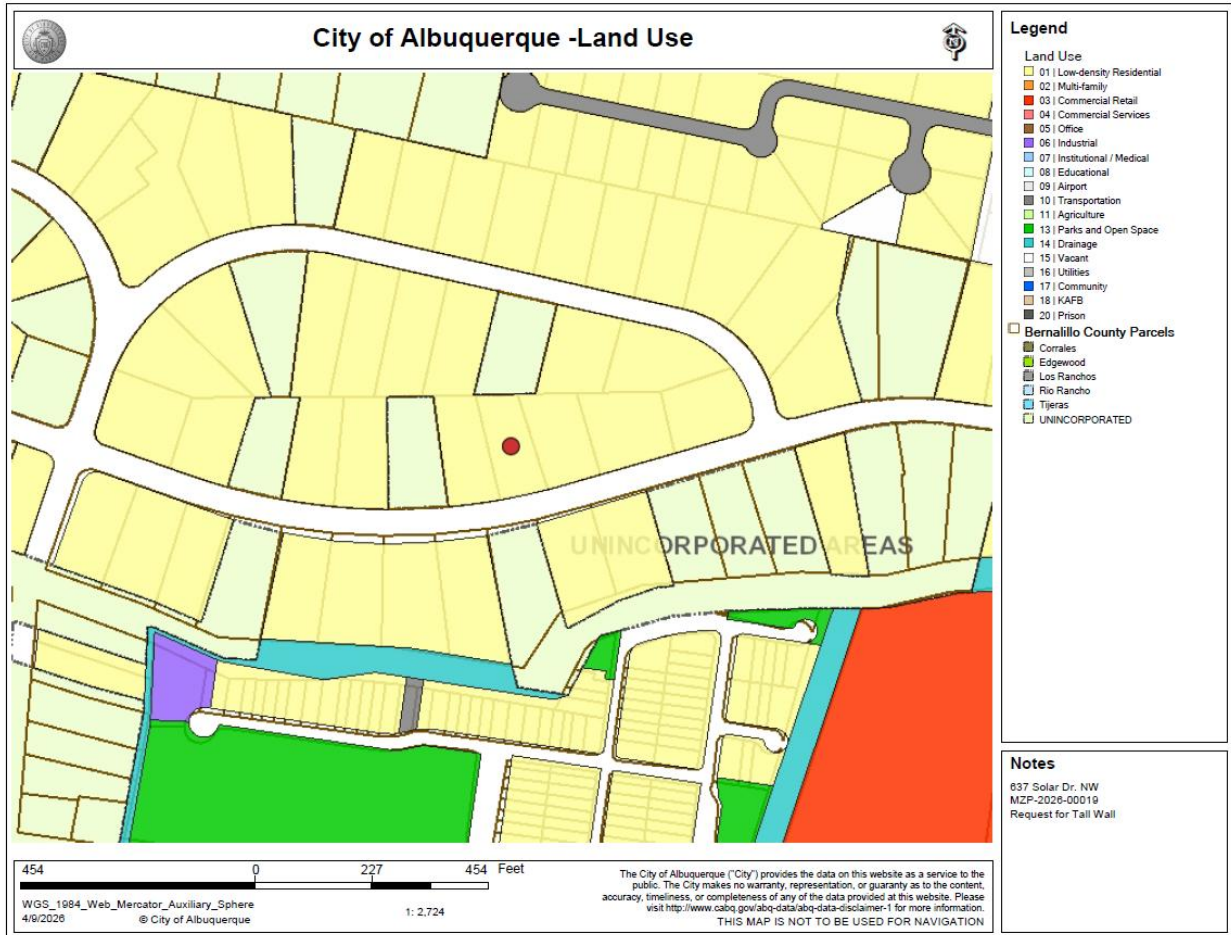 City of Albuquerque -Land Use
UNINCORPORATED AREAS
Legend
Land Use
01 | Low-density Residential
02 | Multi-family
03 | Commercial Retail
04 | Commercial Services
05 | Office
06 | Industrial
07 | Institutional / Medical
08 | Educational
09 | Airport
10 | Transportation
11 | Agriculture
13 | Parks and Open Space
14 | Drainage
15 | Vacant
16 | Utilities
17 | Community
18 | KAFB
20 | Prison
Bernalillo County Parcels
Corrales
Edgewood
Los Ranchos
Rio Rancho
Tijeras
UNINCORPORATED
Notes
637 Solar Dr. NW
MZP-2026-00019
Request for Tall Wall
454 0 227 454 Feet
WGS_1984_Web_Mercator_Auxiliary_Sphere
4/9/2026 © City of Albuquerque
1: 2,724
The City of Albuquerque ("City") provides the data on this website as a service to the
public. The City makes no warranty, representation, or guaranty as to the content,
accuracy, timeliness, or completeness of any of the data provided at this website. Please
visit http://www.cabq.gov/abq-data/abq-data-disclaimer-1 for more information.
THIS MAP IS NOT TO BE USED FOR NAVIGATION